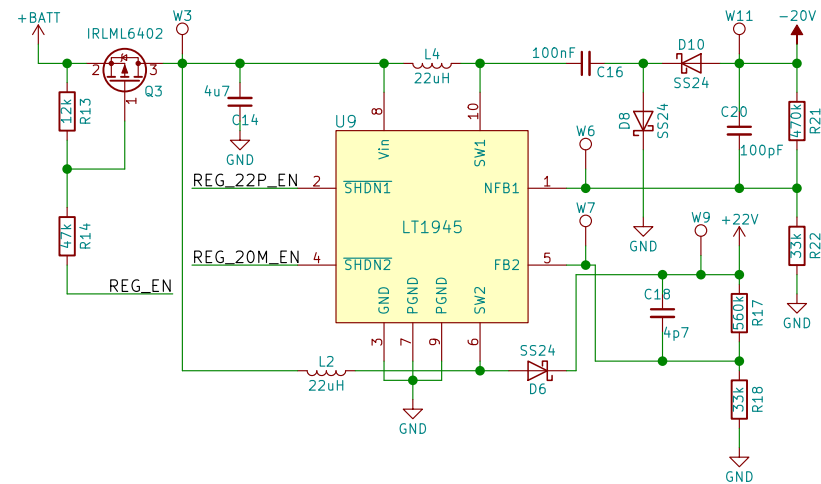 +BATT
IRLML6402
W3
2
3
Q3
1
12k
R13
4u7
C14
GND
47k
R14
REG_EN
L4
22uH
100nF
C16
D10
SS24
W11
-20V
D8
SS24
C20
100pF
470k
R21
U9
8
10
Vin
SW1
REG_22P_EN
2
SHDN1
NFB1
1
W6
LT1945
W7
REG_20M_EN
4
SHDN2
FB2
5
GND
W9
+22V
33k
R22
GND
GND
PGND
PGND
SW2
3
7
9
6
C18
4p7
560k
R17
L2
22uH
SS24
D6
33k
R18
GND
GND